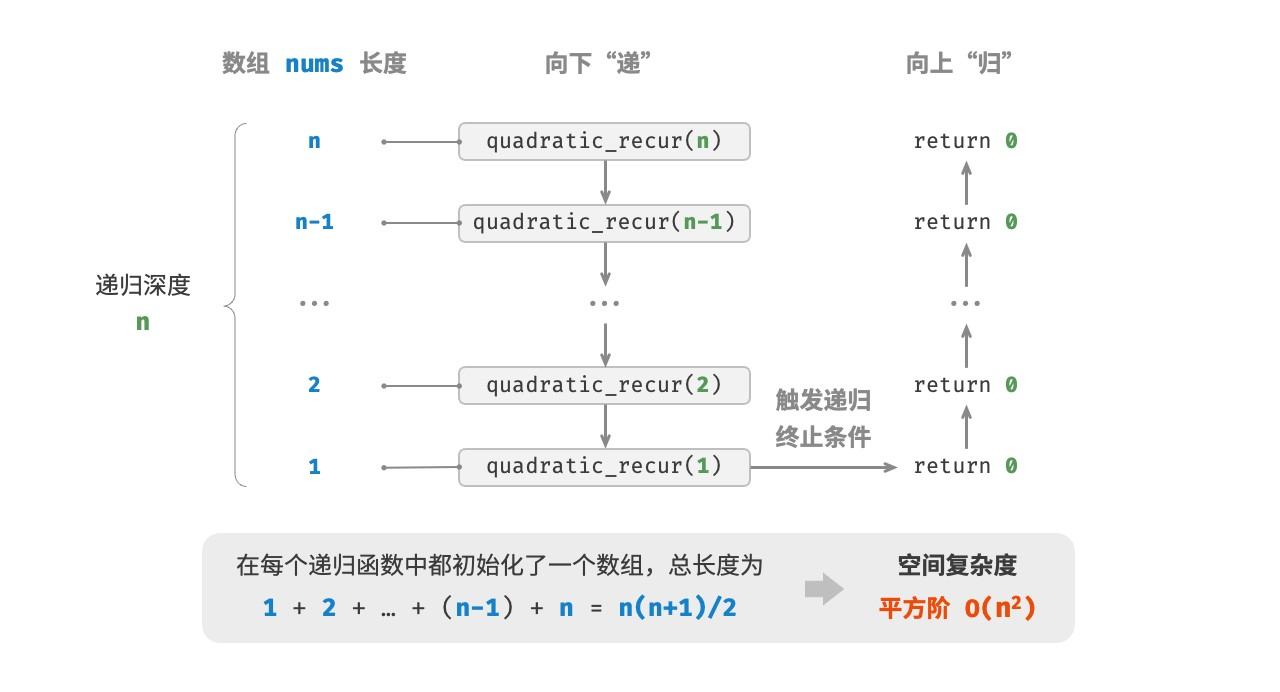 数组 nums 长度 向下“递” 向上“归”
n quadratic_recur(n) return 0
n-1 quadratic_recur(n-1) return 0
递归深度
n
... ... ...
2 quadratic_recur(2) return 0
触发递归
终止条件
1 quadratic_recur(1) return 0
在每个递归函数中都初始化了一个数组，总长度为
1 + 2 + … + (n-1) + n = n(n+1)/2
空间复杂度
平方阶 O(n²)